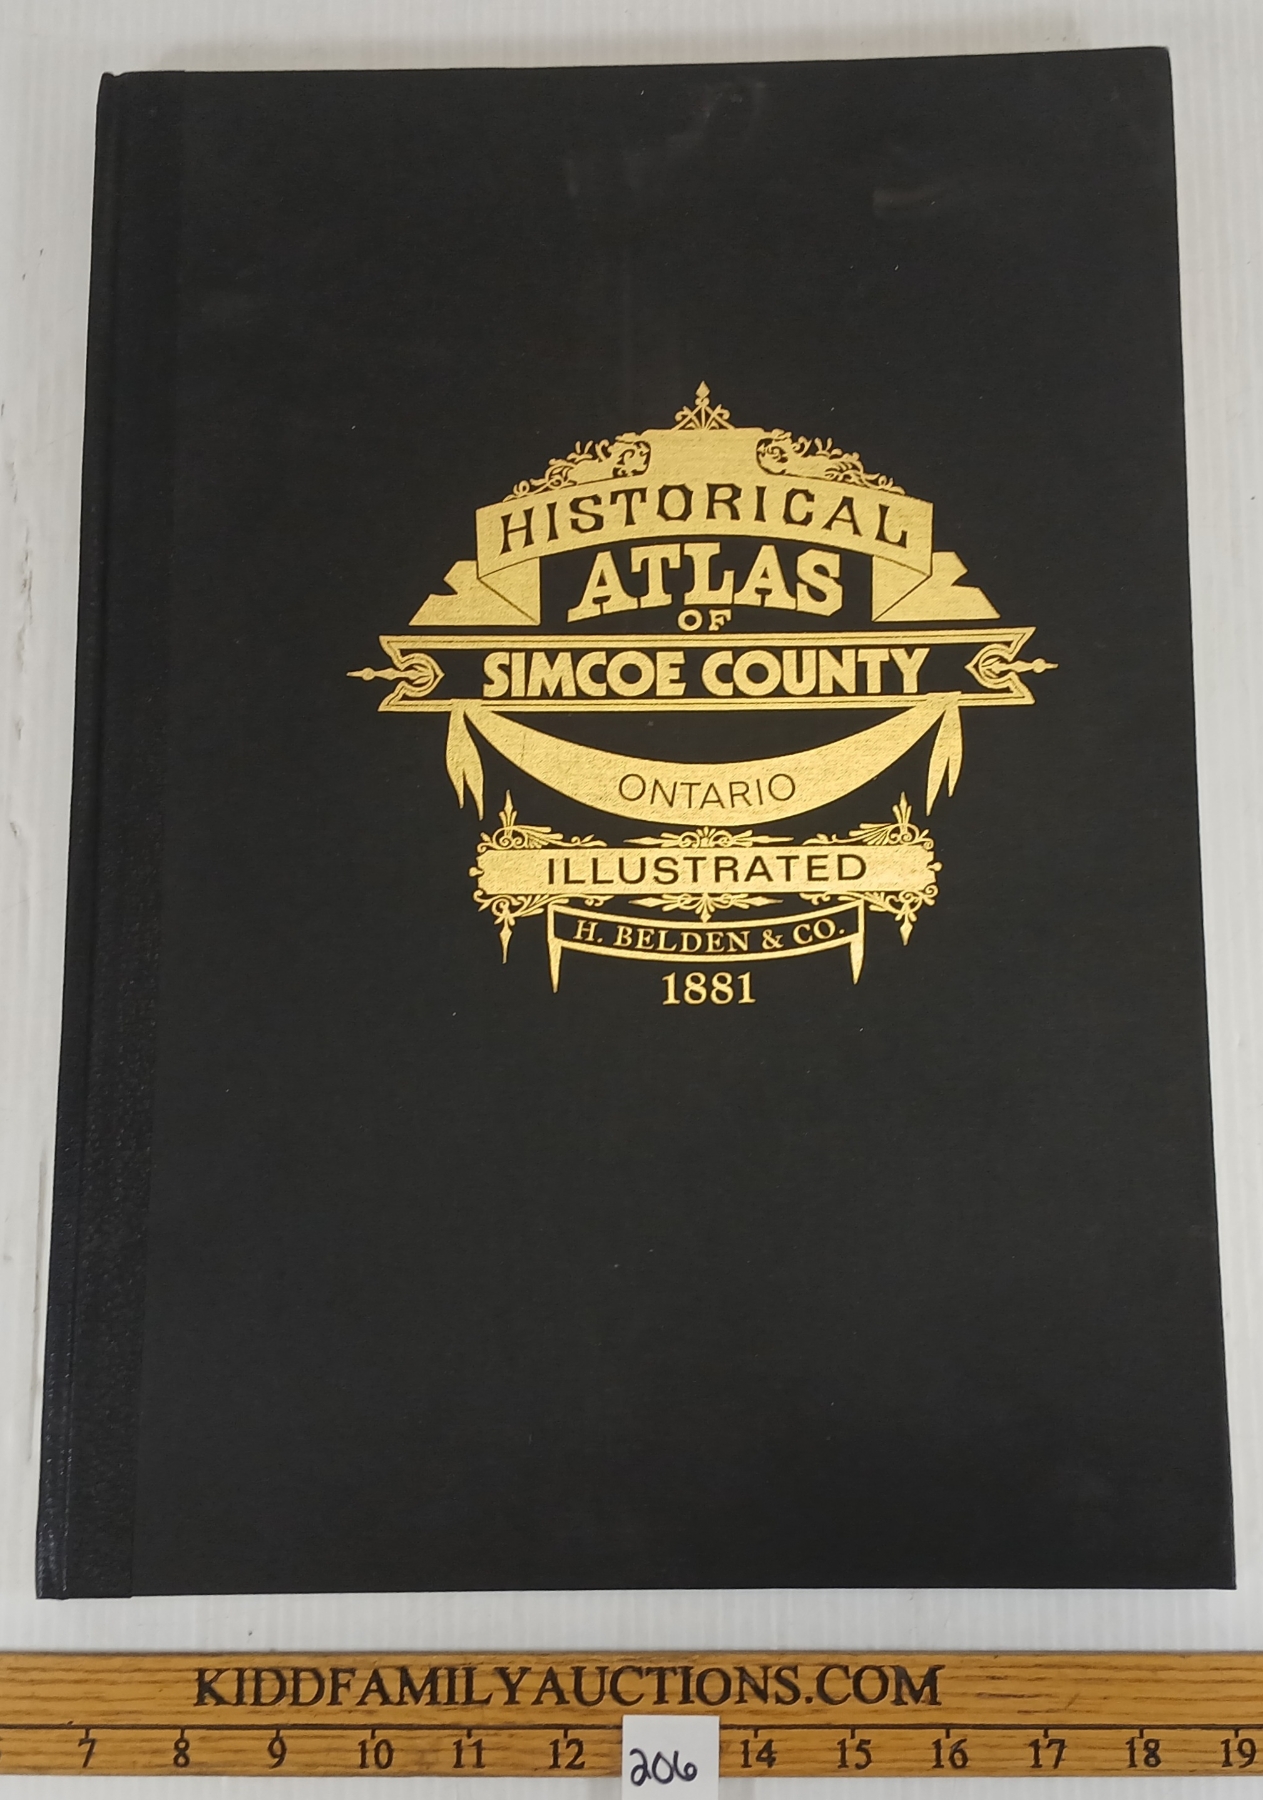 HISTORICAL
ATLAS
OF
SIMCOE COUNTY
ONTARIO
ILLUSTRATED
H. BELDEN & CO.
1881
KIDDFAMILYAUCTIONS.COM
7 8 9 10 11 12 14 15 16 17 18 19
206